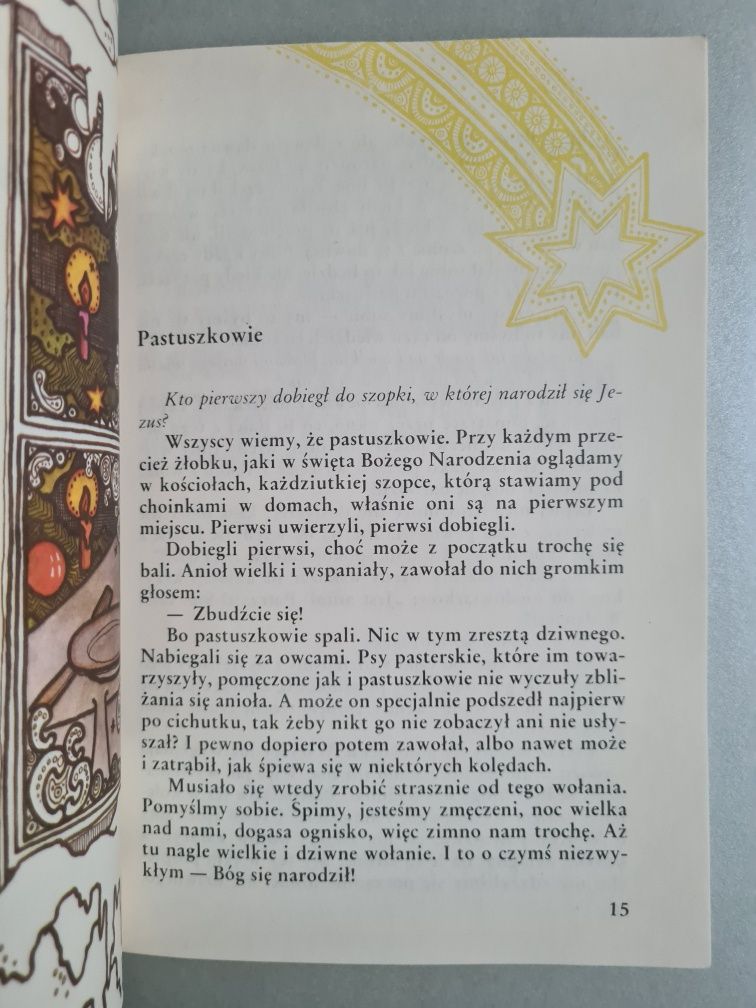 Pastuszkowie
Kto pierwszy dobiegł do szopki, w której narodził się Je-
zus?
Wszyscy wiemy, że pastuszkowie. Przy każdym prze-
cież żłobku, jaki w święta Bożego Narodzenia oglądamy
w kościołach, każdziutkiej szopce, którą stawiamy pod
choinkami w domach, właśnie oni są na pierwszym
miejscu. Pierwsi uwierzyli, pierwsi dobiegli.
Dobiegli pierwsi, choć może z początku trochę się
bali. Anioł wielki i wspaniały, zawołał do nich gromkim
głosem:
— Zbudźcie się!
Bo pastuszkowie spali. Nic w tym zresztą dziwnego.
Nabiegali się za owcami. Psy pasterskie, które im towa-
rzyszyły, pomęczone jak i pastuszkowie nie wyczuły zbli-
żania się anioła. A może on specjalnie podszedł najpierw
po cichutku, tak żeby nikt go nie zobaczył ani nie usły-
szał? I pewno dopiero potem zawołał, albo nawet może
i zatrąbił, jak śpiewa się w niektórych kolędach.
Musiało się wtedy zrobić strasznie od tego wołania.
Pomyślmy sobie. Śpimy, jesteśmy zmęczeni, noc wielka
nad nami, dogasa ognisko, więc zimno nam trochę. Aż
tu nagle wielkie i dziwne wołanie. I to o czymś niezwy-
kłym — Bóg się narodził!
15